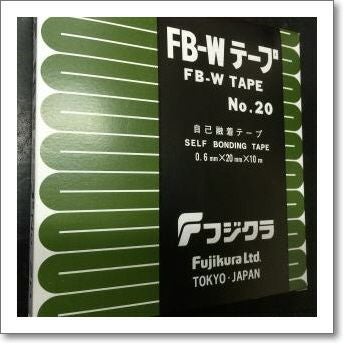 FB-Wテープ
FB-W TAPE
No.20
自己融着テープ
SELF BONDING TAPE
0.6mm×20mm×10m
フジクラ
Fujikura Ltd.
TOKYO・JAPAN